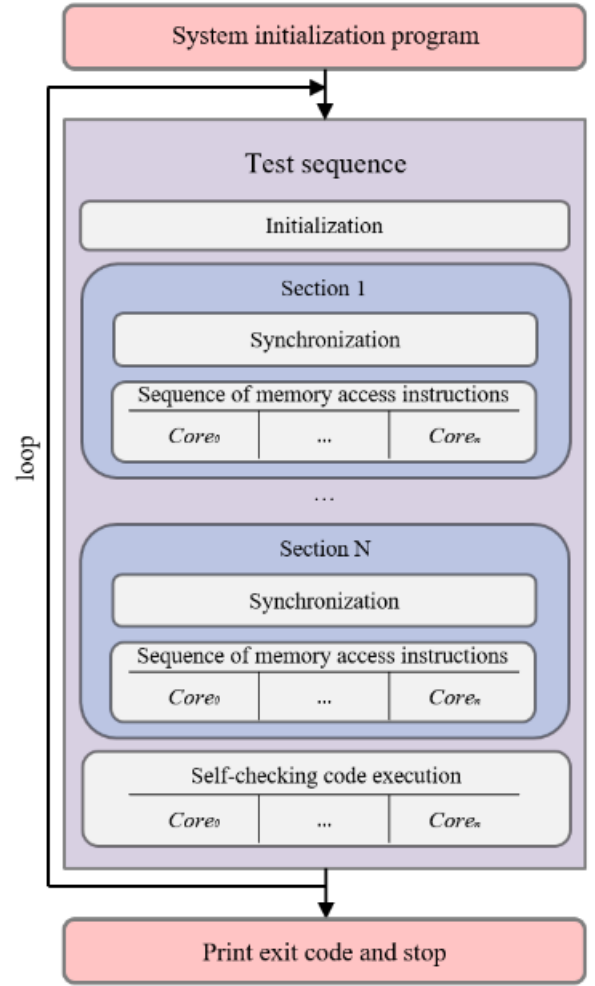 System initialization program
Test sequence
Initialization
Section 1
Synchronization
Sequence of memory access instructions
Core₀ ... Coreₙ
...
loop
Section N
Synchronization
Sequence of memory access instructions
Core₀ ... Coreₙ
Self-checking code execution
Core₀ ... Coreₙ
Print exit code and stop